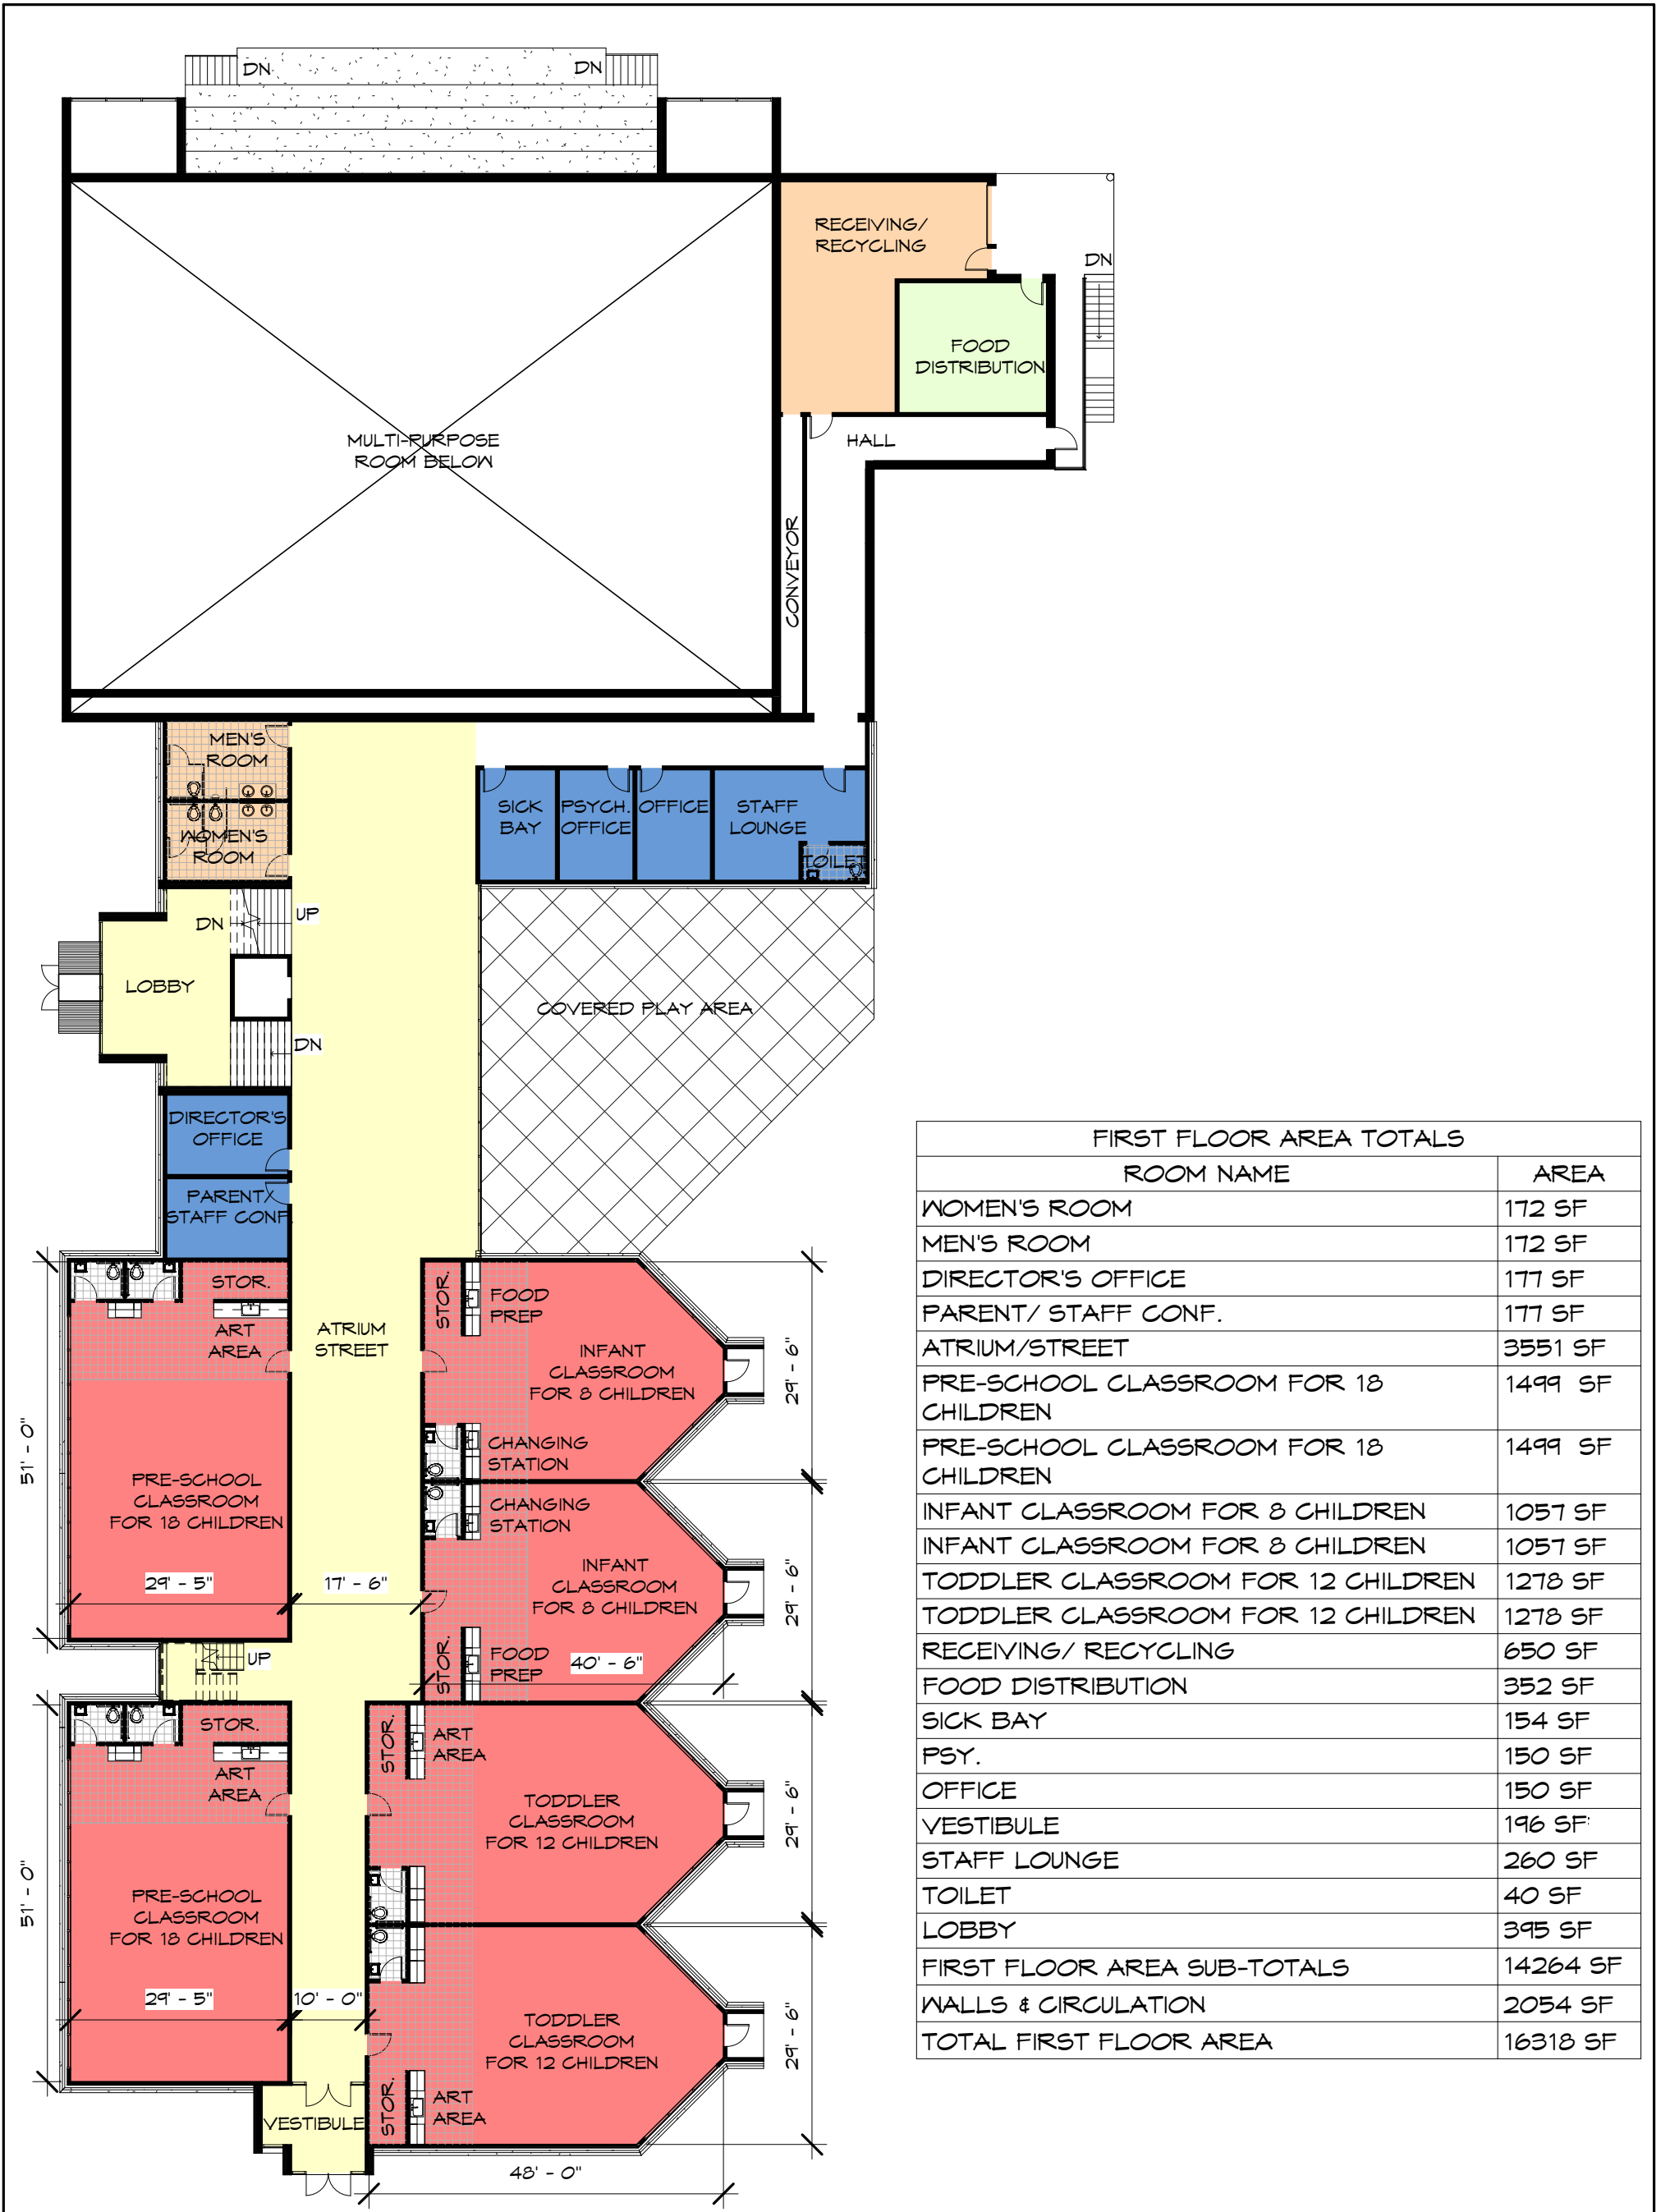 DN
DN
RECEIVING/
RECYCLING
DN
FOOD
DISTRIBUTION
MULTI-PURPOSE
ROOM BELOW
HALL
CONVEYOR
MEN'S
ROOM
WOMEN'S
ROOM
SICK
BAY
PSYCH.
OFFICE
OFFICE
STAFF
LOUNGE
TOILET
DN
UP
LOBBY
DN
COVERED PLAY AREA
DIRECTOR'S
OFFICE
PARENT/
STAFF CONF
STOR.
ART
AREA
ATRIUM
STREET
STOR.
FOOD
PREP
INFANT
CLASSROOM
FOR 8 CHILDREN
29' - 6"
CHANGING
STATION
51' - 0"
PRE-SCHOOL
CLASSROOM
FOR 18 CHILDREN
29' - 5"
17' - 6"
CHANGING
STATION
INFANT
CLASSROOM
FOR 8 CHILDREN
29' - 6"
STOR.
FOOD
PREP
40' - 6"
UP
STOR.
ART
AREA
STOR.
ART
AREA
TODDLER
CLASSROOM
FOR 12 CHILDREN
29' - 6"
51' - 0"
PRE-SCHOOL
CLASSROOM
FOR 18 CHILDREN
29' - 5"
10' - 0"
TODDLER
CLASSROOM
FOR 12 CHILDREN
29' - 6"
STOR.
ART
AREA
VESTIBULE
48' - 0"
FIRST FLOOR AREA TOTALS
ROOM NAME AREA
WOMEN'S ROOM 172 SF
MEN'S ROOM 172 SF
DIRECTOR'S OFFICE 177 SF
PARENT/ STAFF CONF. 177 SF
ATRIUM/STREET 3551 SF
PRE-SCHOOL CLASSROOM FOR 18 1499 SF
CHILDREN
PRE-SCHOOL CLASSROOM FOR 18 1499 SF
CHILDREN
INFANT CLASSROOM FOR 8 CHILDREN 1057 SF
INFANT CLASSROOM FOR 8 CHILDREN 1057 SF
TODDLER CLASSROOM FOR 12 CHILDREN 1278 SF
TODDLER CLASSROOM FOR 12 CHILDREN 1278 SF
RECEIVING/ RECYCLING 650 SF
FOOD DISTRIBUTION 352 SF
SICK BAY 154 SF
PSY. 150 SF
OFFICE 150 SF
VESTIBULE 196 SF
STAFF LOUNGE 260 SF
TOILET 40 SF
LOBBY 395 SF
FIRST FLOOR AREA SUB-TOTALS 14264 SF
WALLS & CIRCULATION 2054 SF
TOTAL FIRST FLOOR AREA 16318 SF